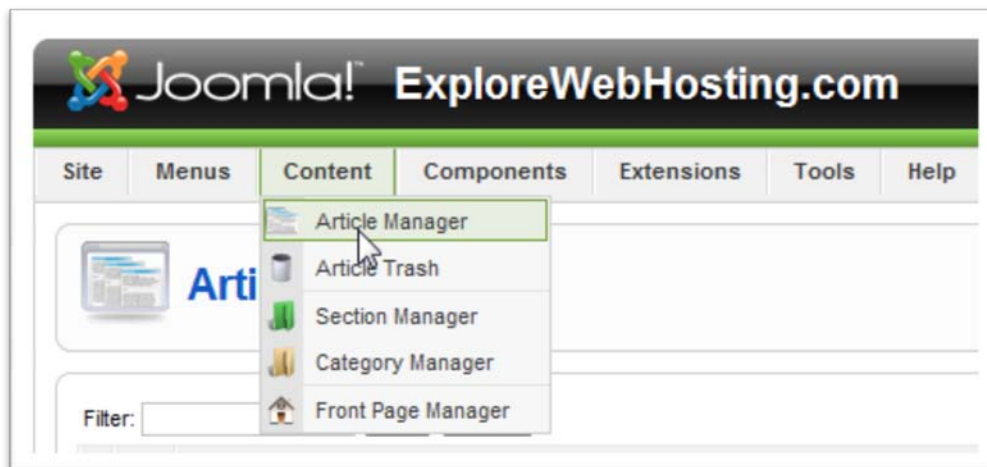 Joomla!™ ExploreWebHosting.com
Site Menus Content Components Extensions Tools Help
Article Manager
Arti
Article Trash
Section Manager
Category Manager
Filter:
Front Page Manager